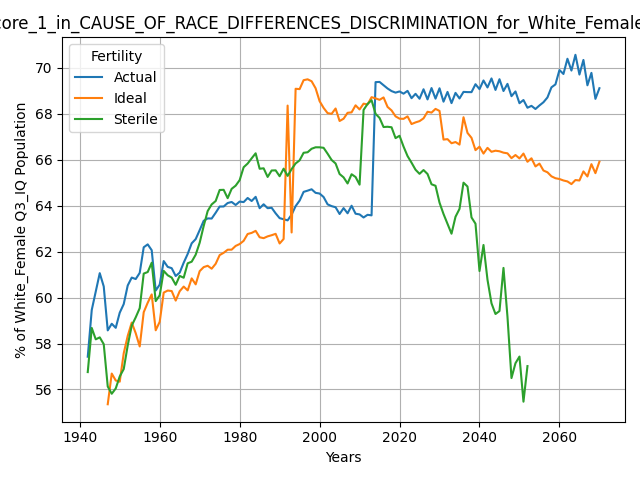 core_1_in_CAUSE_OF_RACE_DIFFERENCES_DISCRIMINATION_for_White_Female
Fertility
Actual
Ideal
Sterile
% of White_Female Q3_IQ Population
70
68
66
64
62
60
58
56
1940 1960 1980 2000 2020 2040 2060
Years